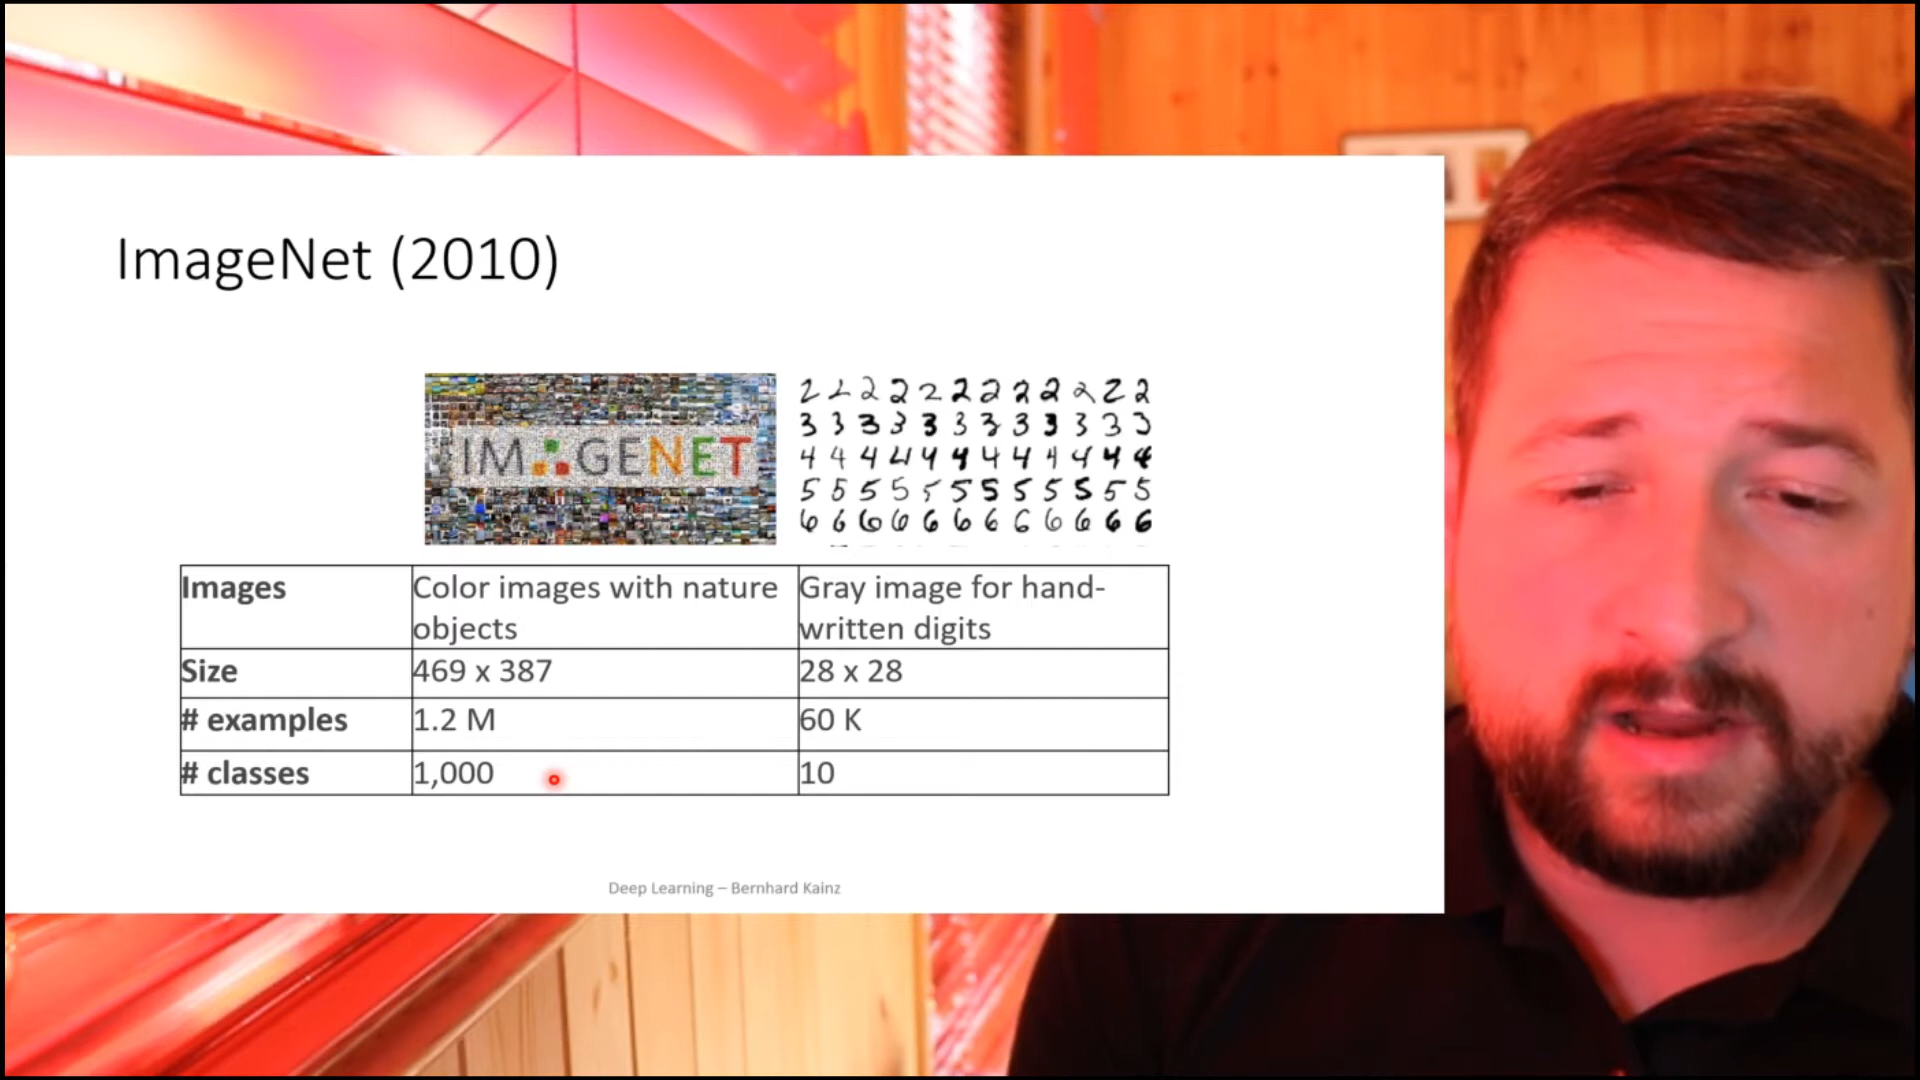 ImageNet (2010)
IMAGENET
2 2 2 2 2 2 2 2 2 2 2 2
3 3 3 3 3 3 3 3 3 3 3 3
4 4 4 4 4 4 4 4 4 4 4 4
5 5 5 5 5 5 5 5 5 5 5 5
6 6 6 6 6 6 6 6 6 6 6 6
Images Color images with nature objects Gray image for hand-written digits
Size 469 x 387 28 x 28
# examples 1.2 M 60 K
# classes 1,000 10
Deep Learning – Bernhard Kainz